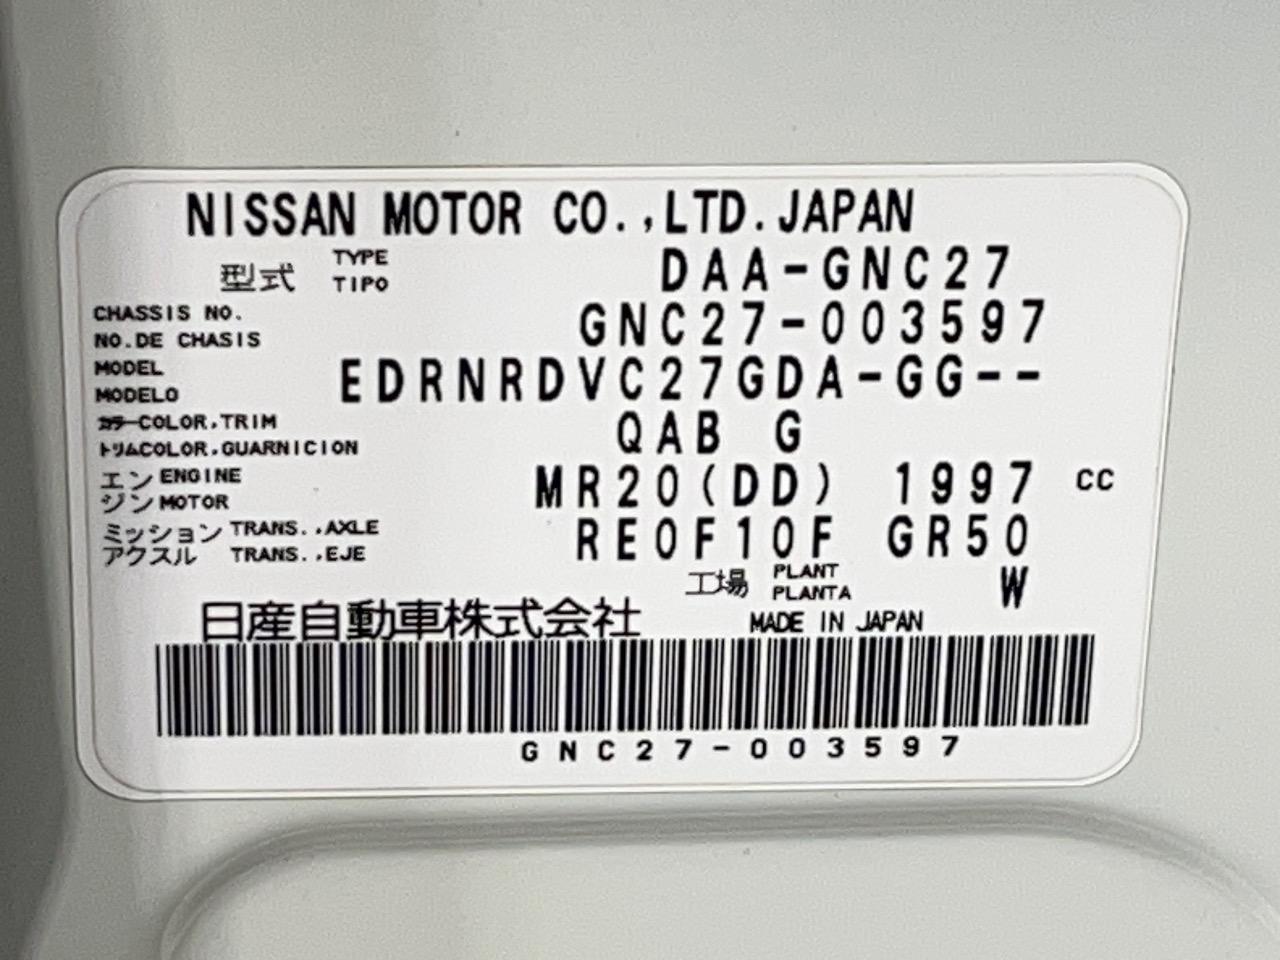 NISSAN MOTOR CO.,LTD.JAPAN
型式 TYPE TIPO DAA-GNC27
CHASSIS NO.
NO.DE CHASIS GNC27-003597
MODEL
MODELO EDRNRDVC27GDA-GG--
カラーCOLOR,TRIM
トリムCOLOR,GUARNICION QAB G
エンジン ENGINE MOTOR MR20(DD) 1997 CC
ミッション TRANS.,AXLE
アクスル TRANS.,EJE RE0F10F GR50
工場 PLANT PLANTA W
日産自動車株式会社 MADE IN JAPAN
GNC27-003597